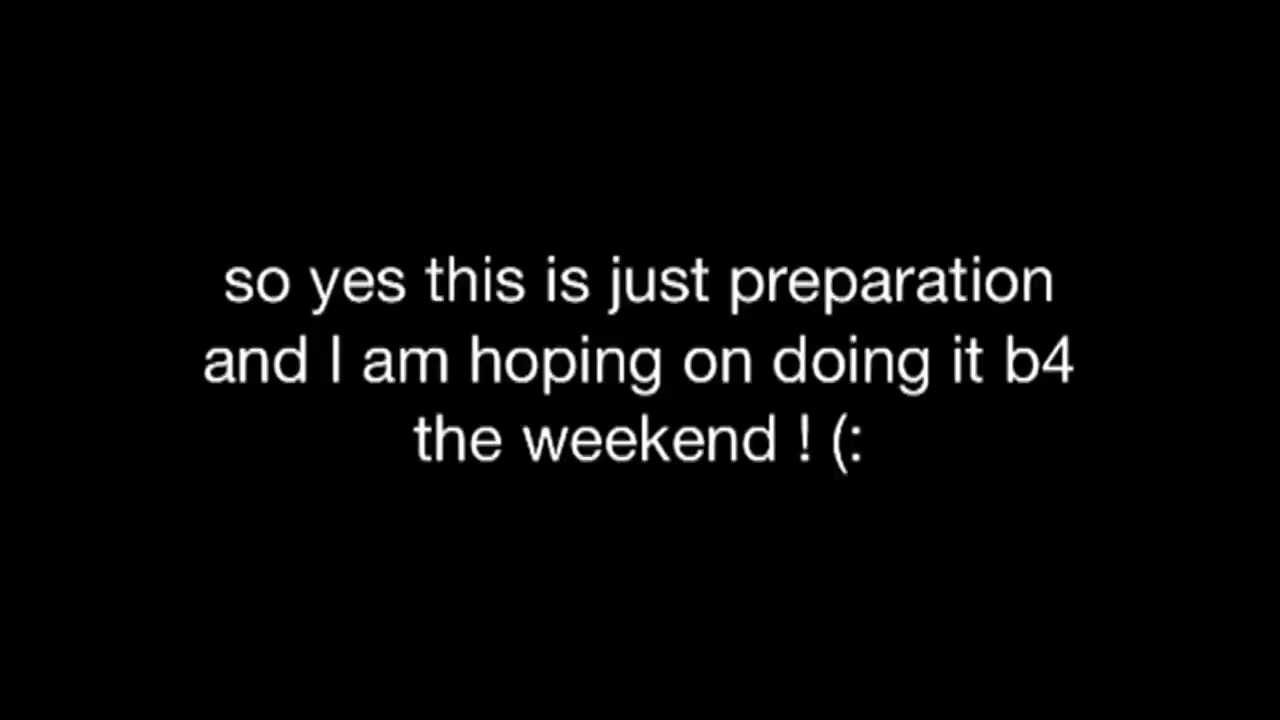 so yes this is just preparation
and I am hoping on doing it b4
the weekend ! (: